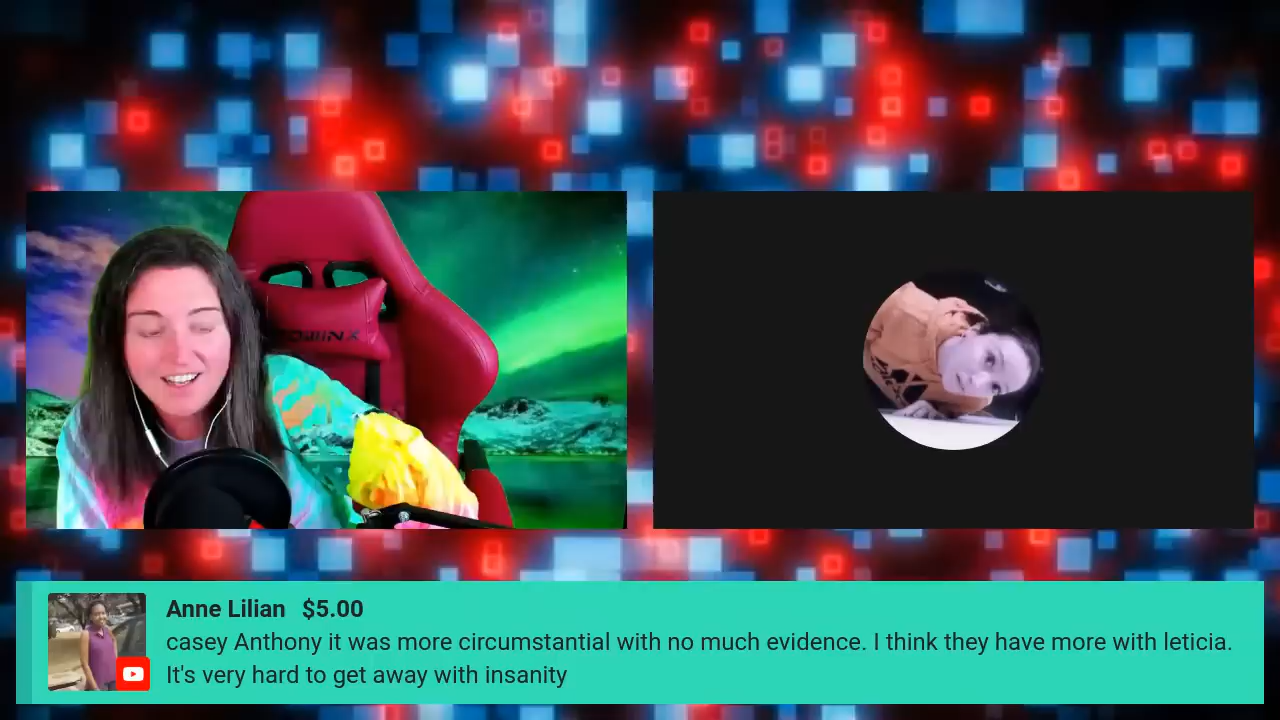 Anne Lilian $5.00
casey Anthony it was more circumstantial with no much evidence. I think they have more with leticia.
It's very hard to get away with insanity